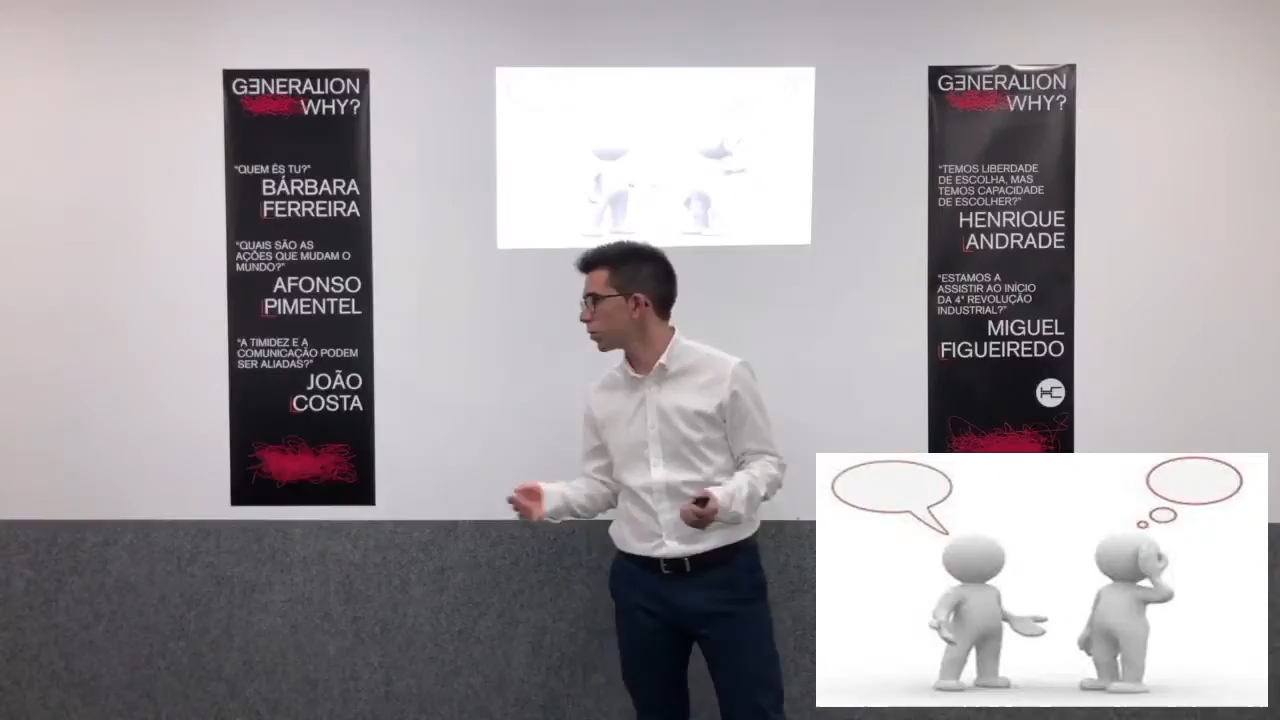 GENERATION
WHY?
“QUEM ÉS TU?”
BÁRBARA
FERREIRA
“QUAIS SÃO AS
AÇÕES QUE MUDAM O
MUNDO?”
AFONSO
PIMENTEL
“A TIMIDEZ E A
COMUNICAÇÃO PODEM
SER ALIADAS?”
JOÃO
COSTA
GENERATION
WHY?
“TEMOS LIBERDADE
DE ESCOLHA, MAS
TEMOS CAPACIDADE
DE ESCOLHER?”
HENRIQUE
ANDRADE
“ESTAMOS A
ASSISTIR AO INÍCIO
DA 4ª REVOLUÇÃO
INDUSTRIAL?”
MIGUEL
FIGUEIREDO
HC